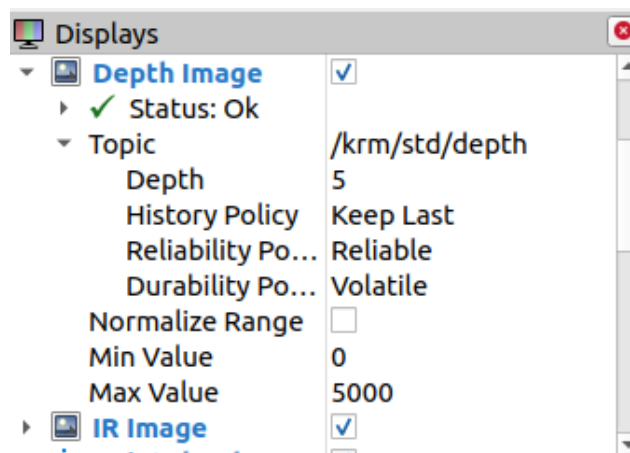 Displays
Depth Image
Status: Ok
Topic /krm/std/depth
Depth 5
History Policy Keep Last
Reliability Po... Reliable
Durability Po... Volatile
Normalize Range
Min Value 0
Max Value 5000
IR Image